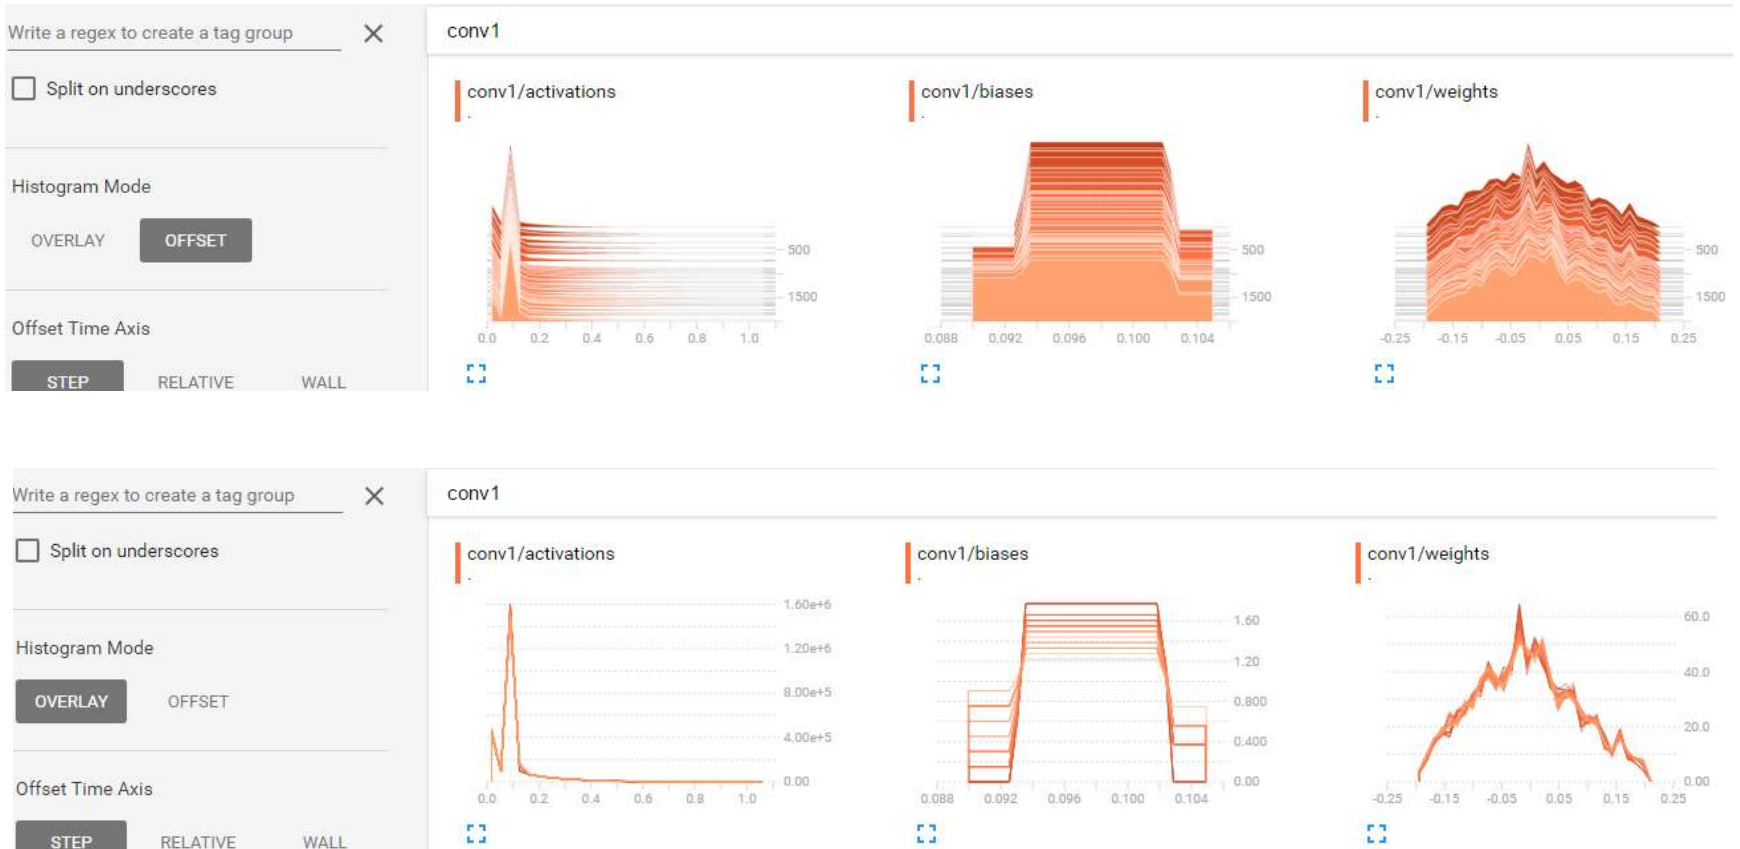 Write a regex to create a tag group
conv1
Split on underscores
conv1/activations
conv1/biases
conv1/weights
.
.
.
Histogram Mode
OVERLAY
OFFSET
500
1500
500
1500
500
1500
0.0 0.2 0.4 0.6 0.8 1.0
0.088 0.092 0.096 0.100 0.104
-0.25 -0.15 -0.05 0.05 0.15 0.25
Offset Time Axis
STEP
RELATIVE
WALL
Write a regex to create a tag group
conv1
Split on underscores
conv1/activations
conv1/biases
conv1/weights
.
.
.
1.60e+6
1.20e+6
8.00e+5
4.00e+5
0.00
1.60
1.20
0.800
0.400
0.00
60.0
40.0
20.0
0.00
Histogram Mode
OVERLAY
OFFSET
0.0 0.2 0.4 0.6 0.8 1.0
0.088 0.092 0.096 0.100 0.104
-0.25 -0.15 -0.05 0.05 0.15 0.25
Offset Time Axis
STEP
RELATIVE
WALL